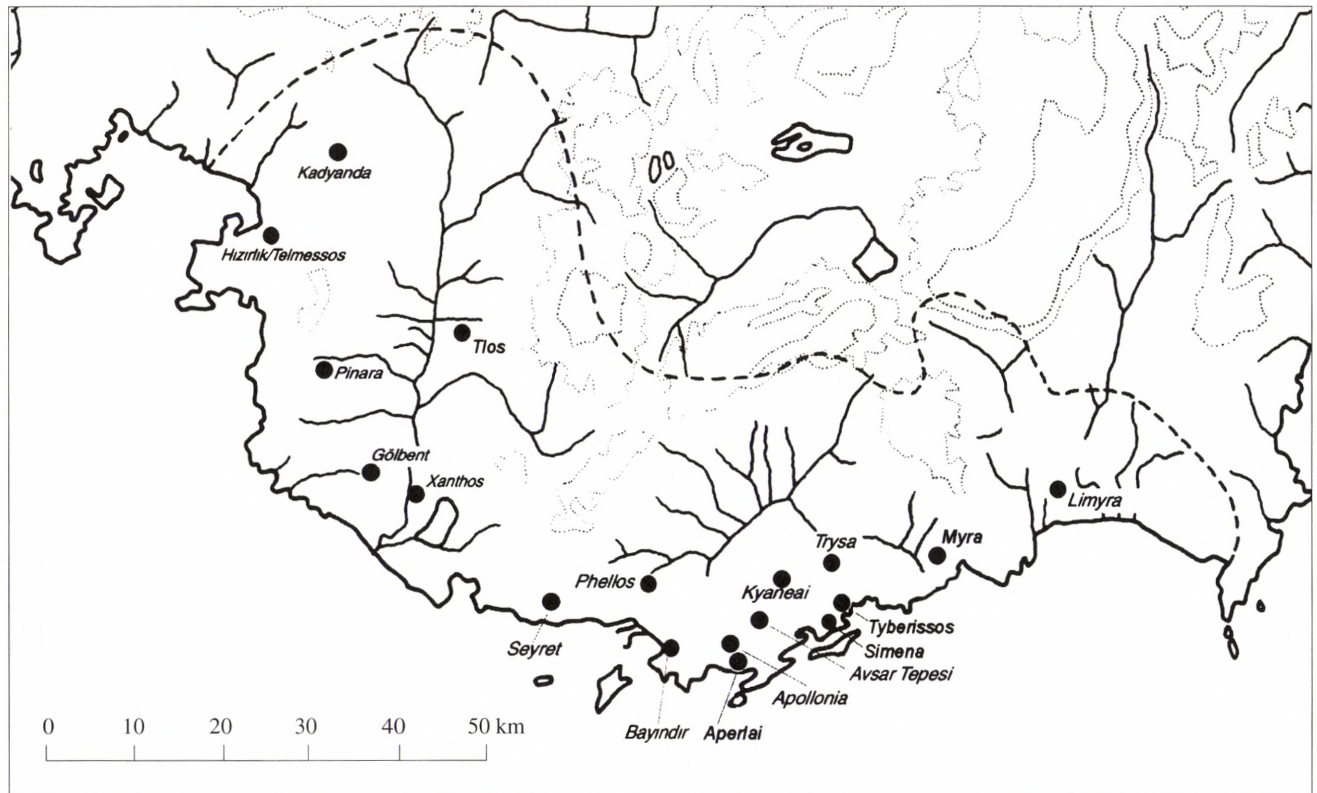 Kadyanda
Hızırlık/Telmessos
Tlos
Pinara
Gölbent
Xanthos
Limyra
Myra
Trysa
Phellos
Kyaneai
Tyberissos
Seyret
Simena
Avsar Tepesi
Apollonia
Bayındır
Aperlai
0 10 20 30 40 50 km